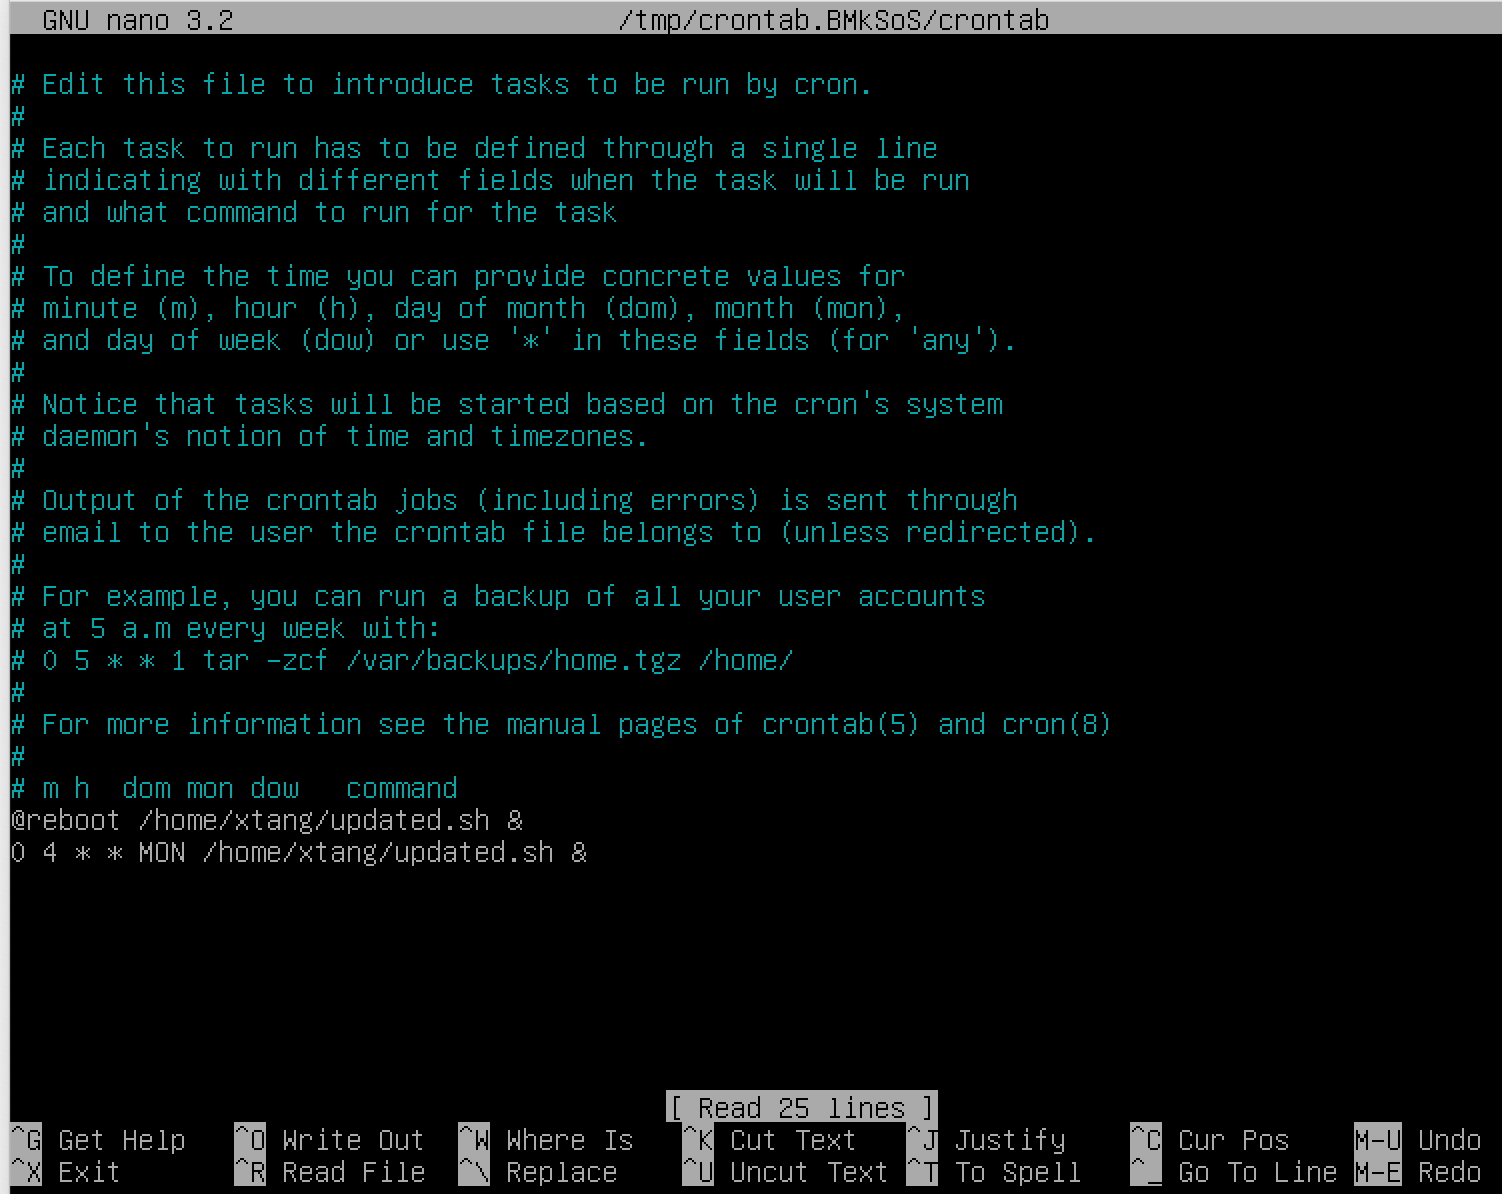 GNU nano 3.2 /tmp/crontab.BMkSoS/crontab
# Edit this file to introduce tasks to be run by cron.
#
# Each task to run has to be defined through a single line
# indicating with different fields when the task will be run
# and what command to run for the task
#
# To define the time you can provide concrete values for
# minute (m), hour (h), day of month (dom), month (mon),
# and day of week (dow) or use '*' in these fields (for 'any').
#
# Notice that tasks will be started based on the cron's system
# daemon's notion of time and timezones.
#
# Output of the crontab jobs (including errors) is sent through
# email to the user the crontab file belongs to (unless redirected).
#
# For example, you can run a backup of all your user accounts
# at 5 a.m every week with:
# 0 5 * * 1 tar -zcf /var/backups/home.tgz /home/
#
# For more information see the manual pages of crontab(5) and cron(8)
#
# m h  dom mon dow   command
@reboot /home/xtang/updated.sh &
0 4 * * MON /home/xtang/updated.sh &
[ Read 25 lines ]
^G Get Help ^O Write Out ^W Where Is ^K Cut Text ^J Justify ^C Cur Pos M-U Undo
^X Exit ^R Read File ^\ Replace ^U Uncut Text ^T To Spell ^_ Go To Line M-E Redo